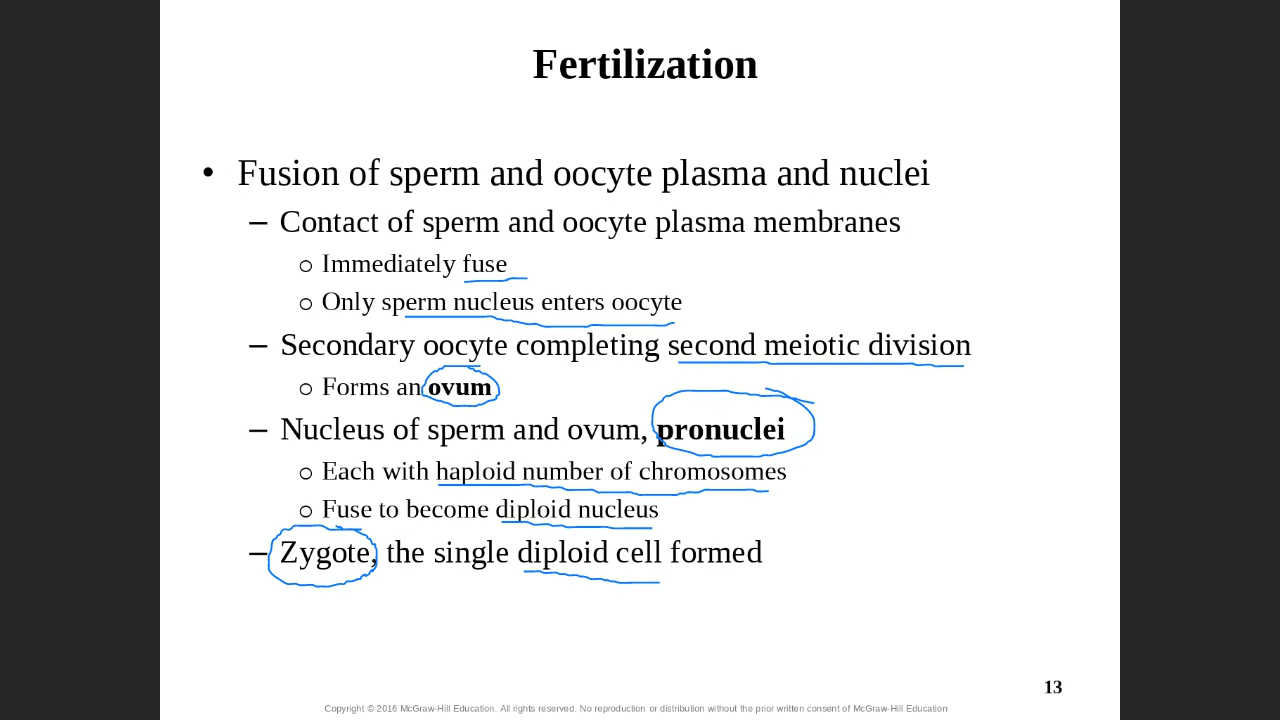 Fertilization
• Fusion of sperm and oocyte plasma and nuclei
– Contact of sperm and oocyte plasma membranes
o Immediately fuse
o Only sperm nucleus enters oocyte
– Secondary oocyte completing second meiotic division
o Forms an ovum
– Nucleus of sperm and ovum, pronuclei
o Each with haploid number of chromosomes
o Fuse to become diploid nucleus
– Zygote, the single diploid cell formed
13
Copyright © 2016 McGraw-Hill Education. All rights reserved. No reproduction or distribution without the prior written consent of McGraw-Hill Education